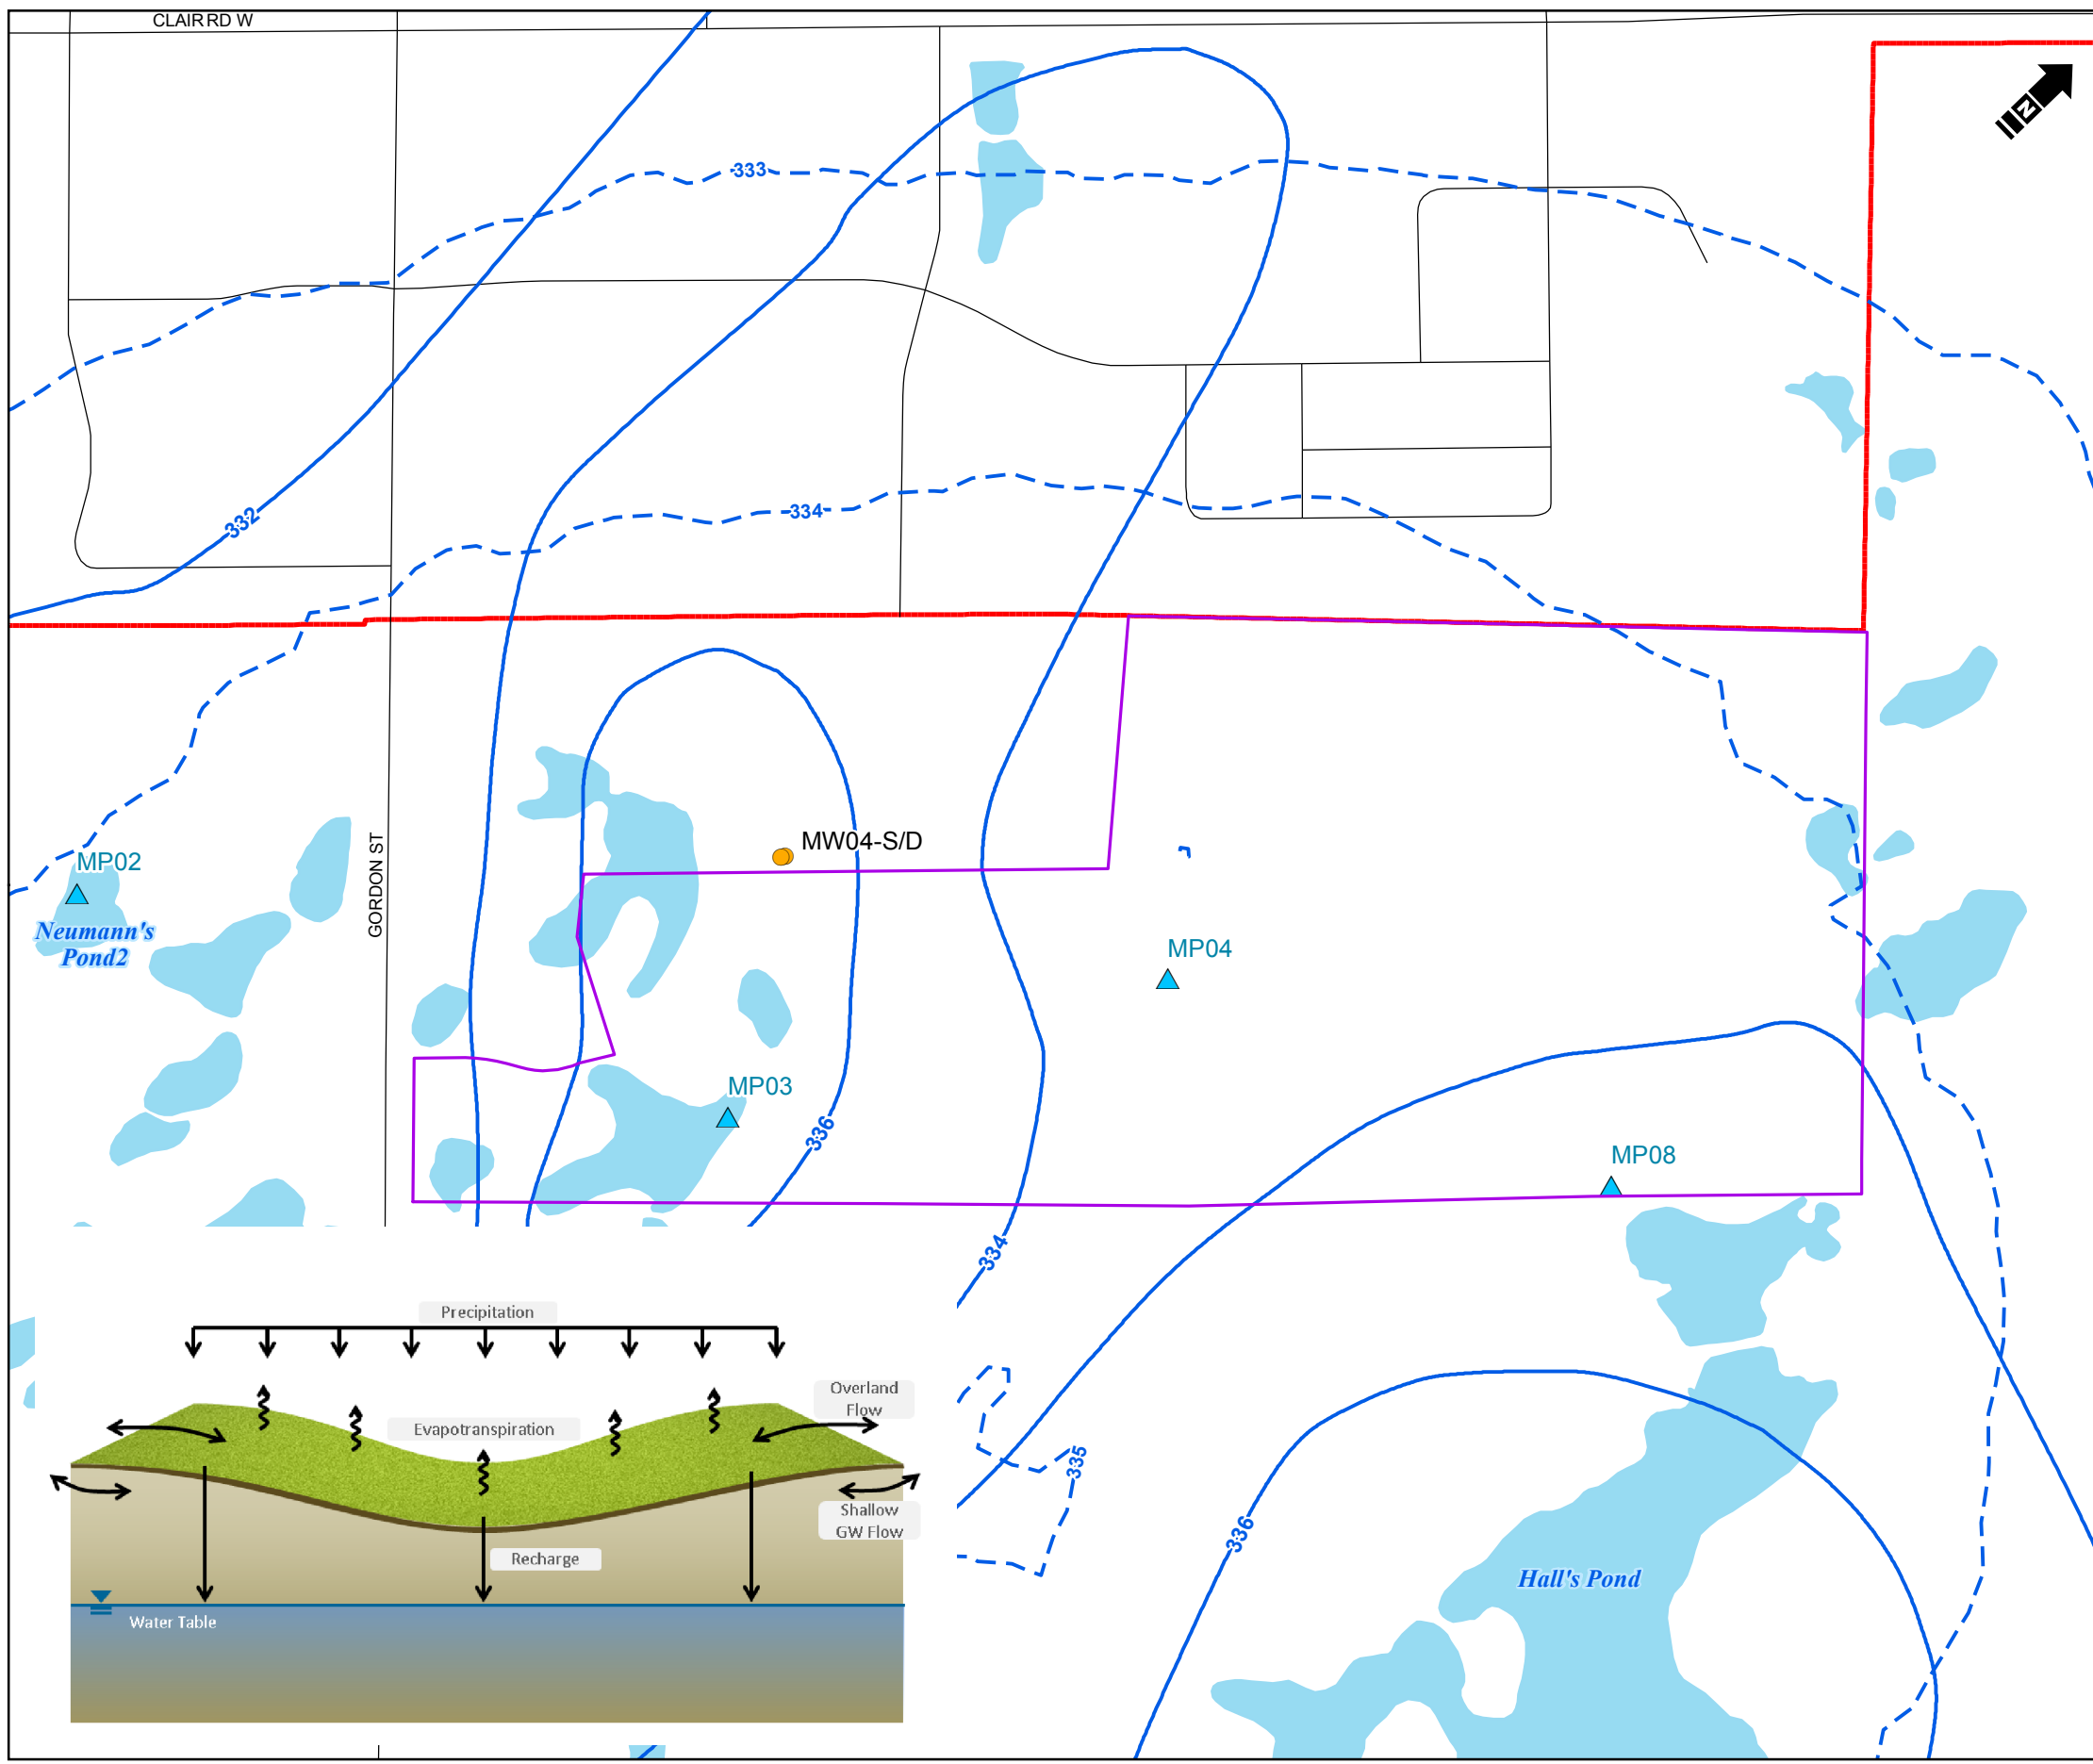 CLAIR RD W
N
333
332
334
MW04-S/D
MP02
Neumann's
Pond2
GORDON ST
MP04
MP03
336
MP08
334
Precipitation
Overland
Flow
Evapotranspiration
335
Shallow
GW Flow
336
Recharge
Hall's Pond
Water Table